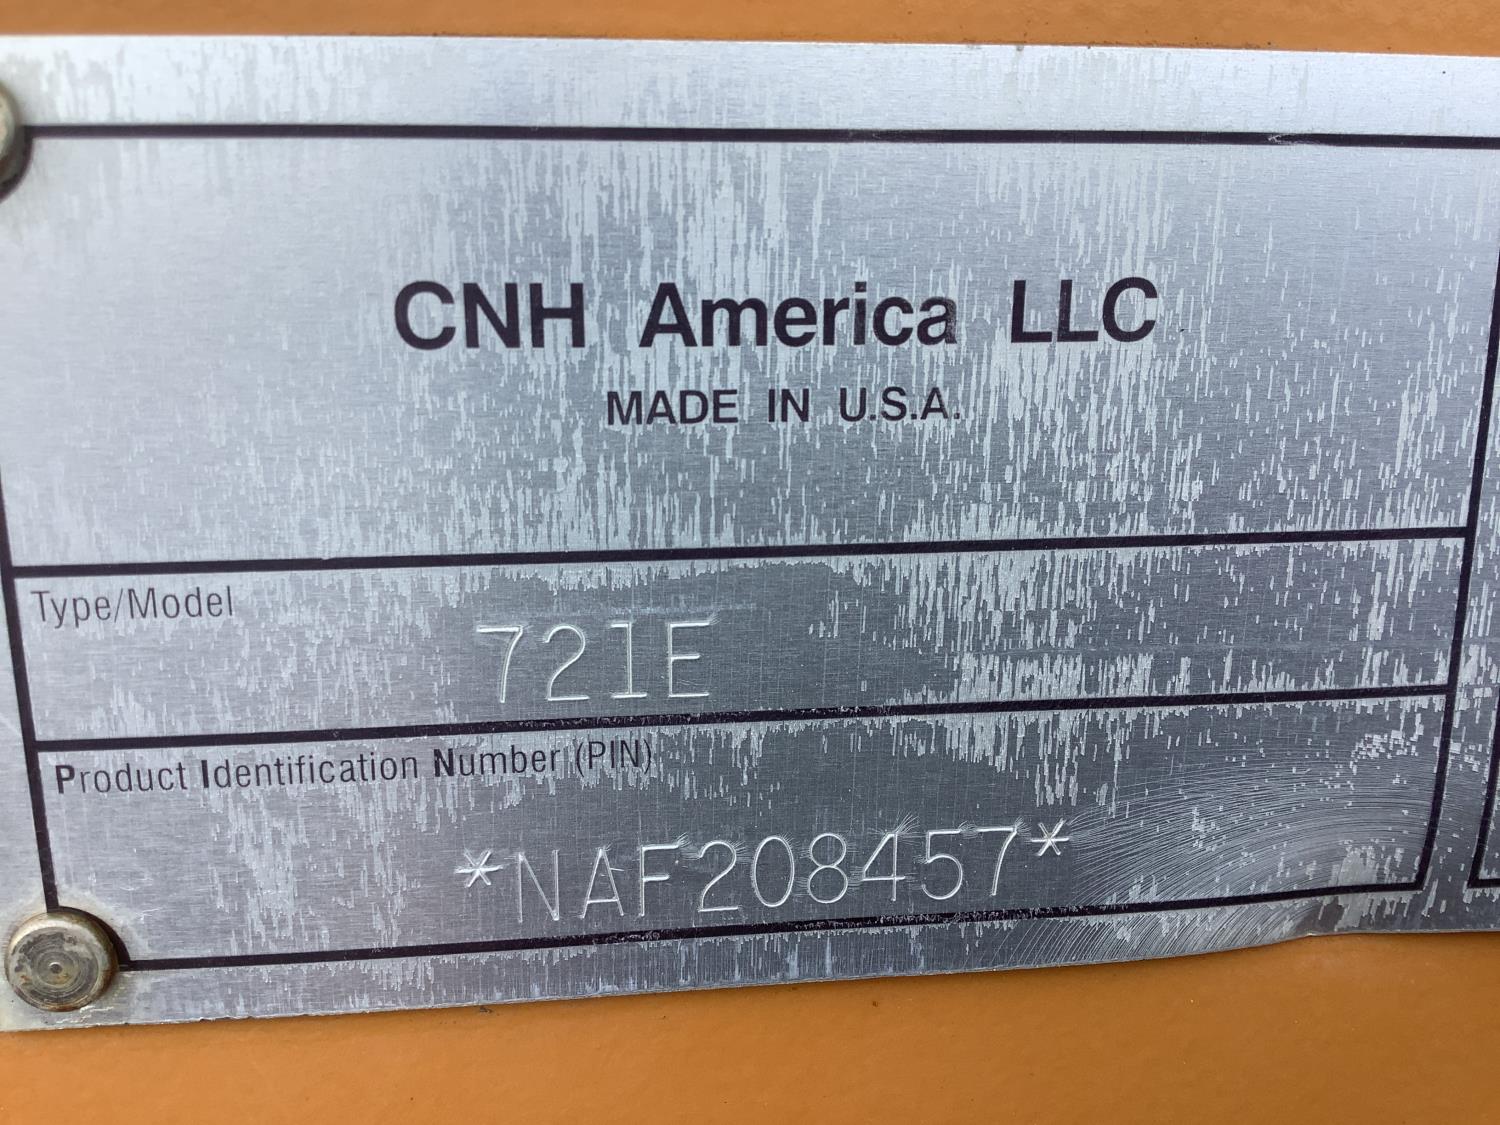 CNH America LLC
MADE IN U.S.A.
Type/Model
721E
Product Identification Number (PIN)
*NAF208457*